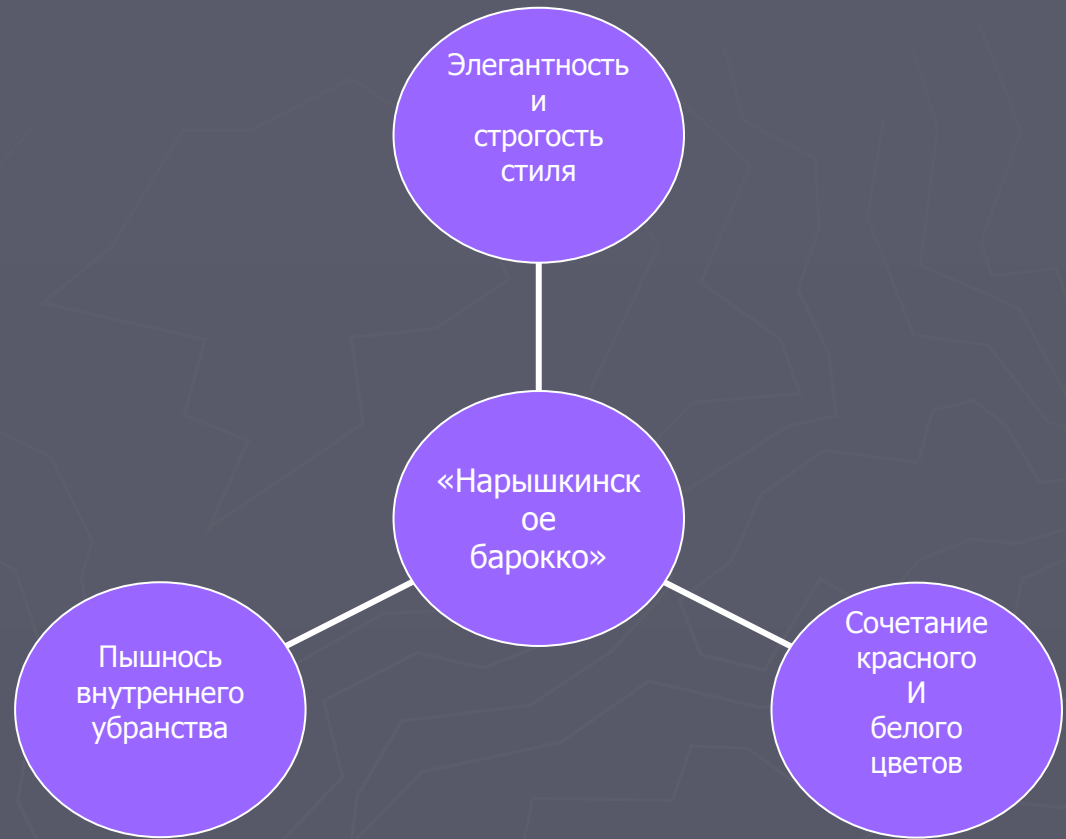 Элегантность
и
строгость
стиля
«Нарышкинск
ое
барокко»
Пышнось
внутреннего
убранства
Сочетание
красного
И
белого
цветов